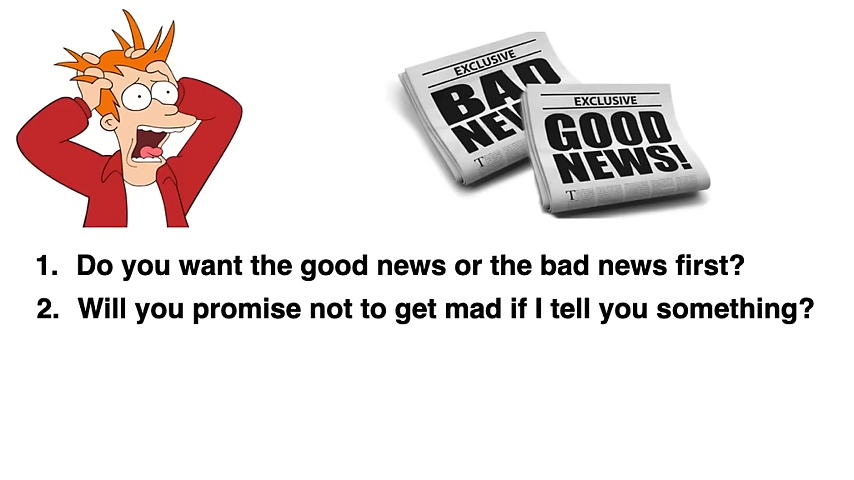 EXCLUSIVE
BAD
NEW
T
EXCLUSIVE
GOOD
NEWS!
T
1. Do you want the good news or the bad news first?
2. Will you promise not to get mad if I tell you something?